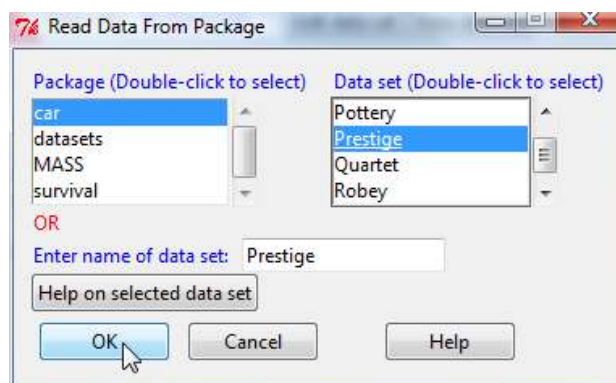 Read Data From Package
Package (Double-click to select)
Data set (Double-click to select)
car
datasets
MASS
survival
Pottery
Prestige
Quartet
Robey
OR
Enter name of data set: Prestige
Help on selected data set
OK Cancel Help